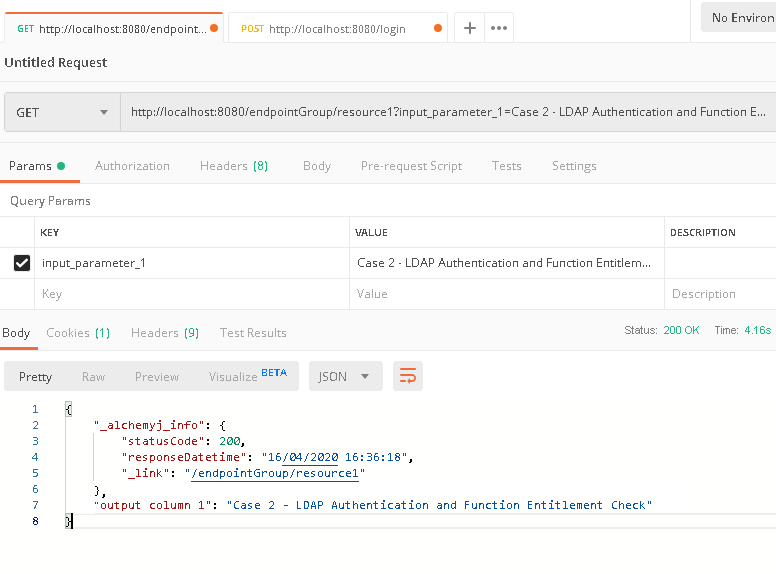 GET http://localhost:8080/endpoint... POST http://localhost:8080/login + ••• No Environ
Untitled Request
GET http://localhost:8080/endpointGroup/resource1?input_parameter_1=Case 2 - LDAP Authentication and Function E...
Params Authorization Headers (8) Body Pre-request Script Tests Settings
Query Params
KEY VALUE DESCRIPTION
input_parameter_1 Case 2 - LDAP Authentication and Function Entitlem...
Key Value Description
Body Cookies (1) Headers (9) Test Results Status: 200 OK Time: 4.16s
Pretty Raw Preview Visualize BETA JSON
1 {
2 "_alchemyj_info": {
3 "statusCode": 200,
4 "responseDatetime": "16/04/2020 16:36:18",
5 "_link": "/endpointGroup/resource1"
6 },
7 "output column 1": "Case 2 - LDAP Authentication and Function Entitlement Check"
8 }